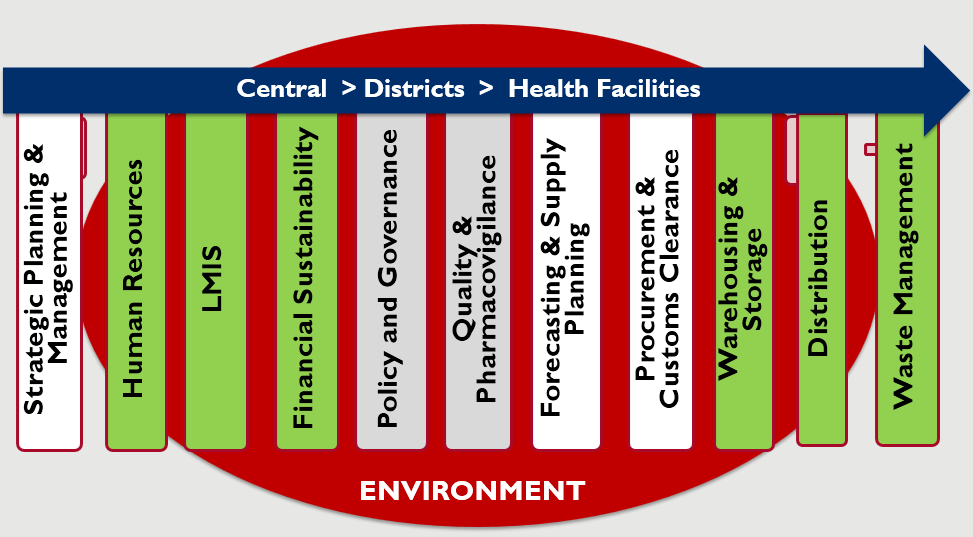 Central > Districts > Health Facilities
Strategic Planning &
Management
Human Resources
LMIS
Financial Sustainability
Policy and Governance
Quality &
Pharmacovigilance
Forecasting & Supply
Planning
Procurement &
Customs Clearance
Warehousing &
Storage
Distribution
Waste Management
ENVIRONMENT